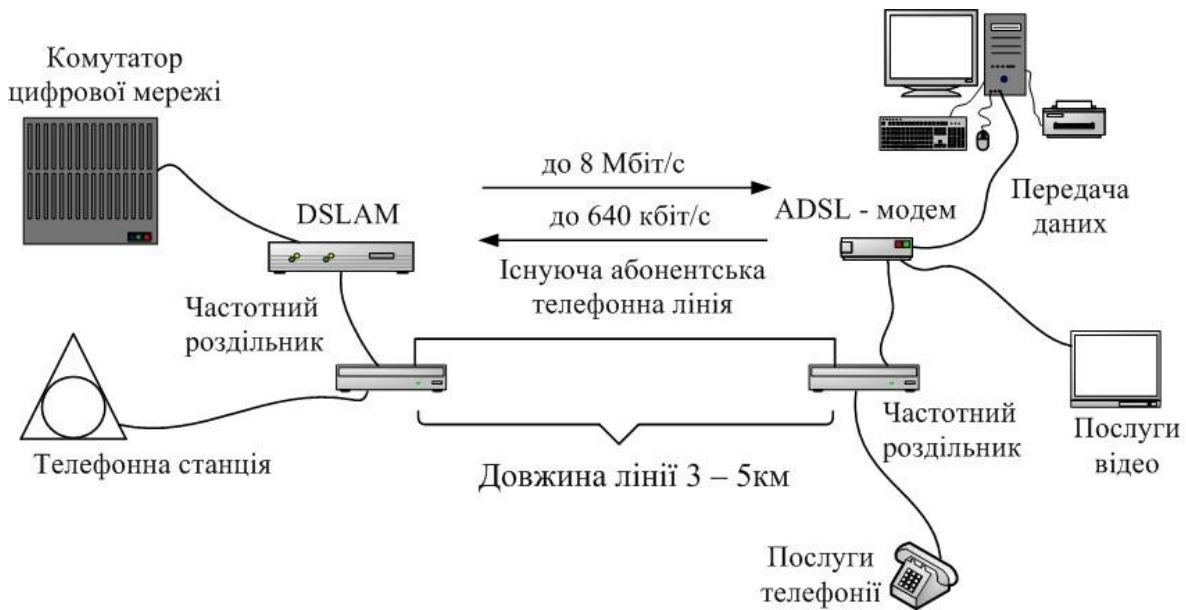 Комутатор
цифрової мережі
DSLAM
до 8 Мбіт/с
до 640 кбіт/с
Існуюча абонентська
телефонна лінія
ADSL - модем
Передача
даних
Частотний
роздільник
Телефонна станція
Довжина лінії 3 – 5км
Частотний
роздільник
Послуги
відео
Послуги
телефонії